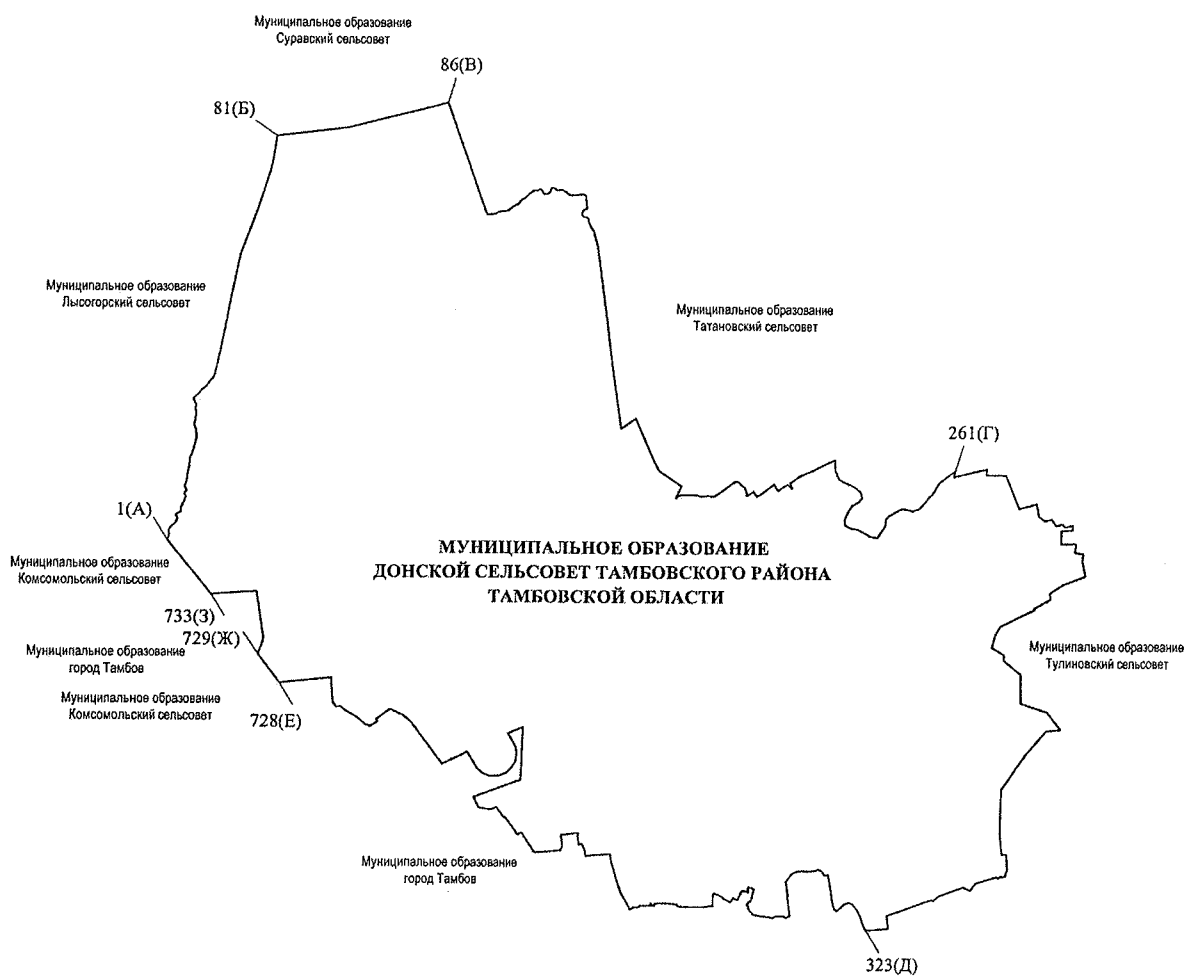 Муниципальное образование
Суравский сельсовет
86(В)
81(Б)
Муниципальное образование
Лысогорский сельсовет
Муниципальное образование
Татановский сельсовет
261(Г)
1(А)
МУНИЦИПАЛЬНОЕ ОБРАЗОВАНИЕ
ДОНСКОЙ СЕЛЬСОВЕТ ТАМБОВСКОГО РАЙОНА
ТАМБОВСКОЙ ОБЛАСТИ
Муниципальное образование
Комсомольский сельсовет
733(З)
729(Ж)
Муниципальное образование
город Тамбов
Муниципальное образование
Тулиновский сельсовет
Муниципальное образование
Комсомольский сельсовет
728(Е)
Муниципальное образование
город Тамбов
323(Д)